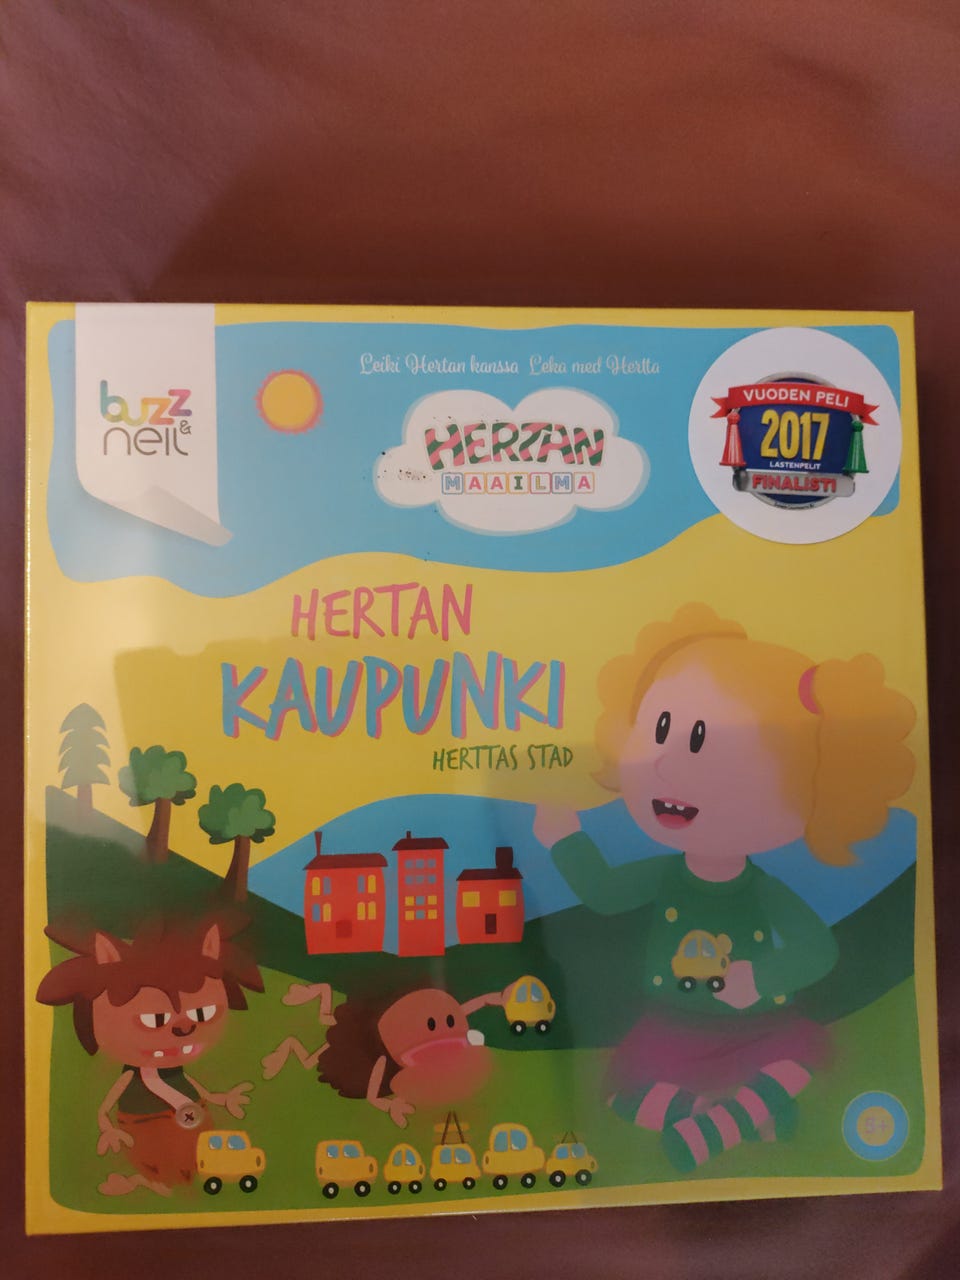 buzz
& neil
Leiki Hertan kanssa Leka med Hertta
HERTAN
MAAILMA
VUODEN PELI
2017
LASTENPELIT
FINALISTI
HERTAN
KAUPUNKI
HERTTAS STAD
5+